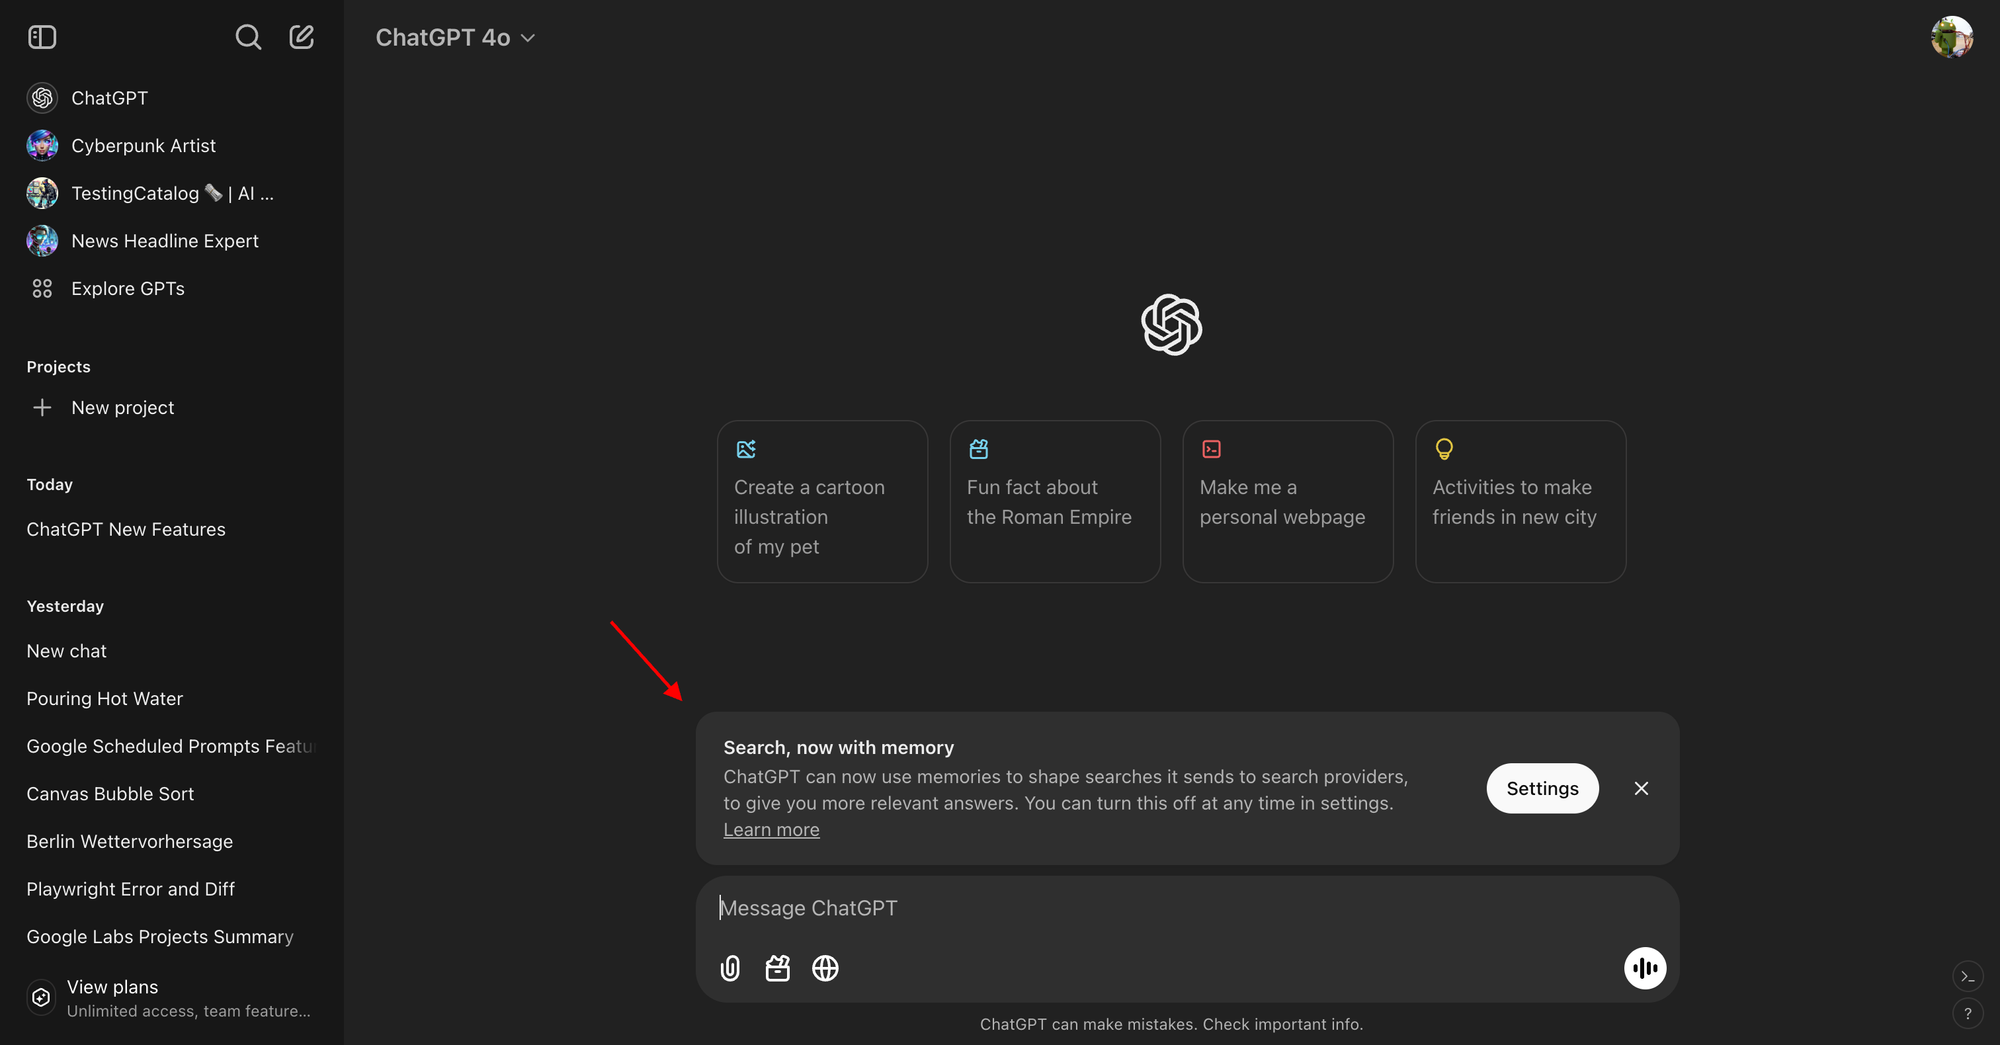 ChatGPT 4o
ChatGPT
Cyberpunk Artist
TestingCatalog 🗞️ | AI ...
News Headline Expert
Explore GPTs
Projects
New project
Today
ChatGPT New Features
Yesterday
New chat
Pouring Hot Water
Google Scheduled Prompts Featu
Canvas Bubble Sort
Berlin Wettervorhersage
Playwright Error and Diff
Google Labs Projects Summary
View plans
Unlimited access, team feature...
Create a cartoon
illustration
of my pet
Fun fact about
the Roman Empire
Make me a
personal webpage
Activities to make
friends in new city
Search, now with memory
ChatGPT can now use memories to shape searches it sends to search providers,
to give you more relevant answers. You can turn this off at any time in settings.
Learn more
Settings
Message ChatGPT
ChatGPT can make mistakes. Check important info.
?